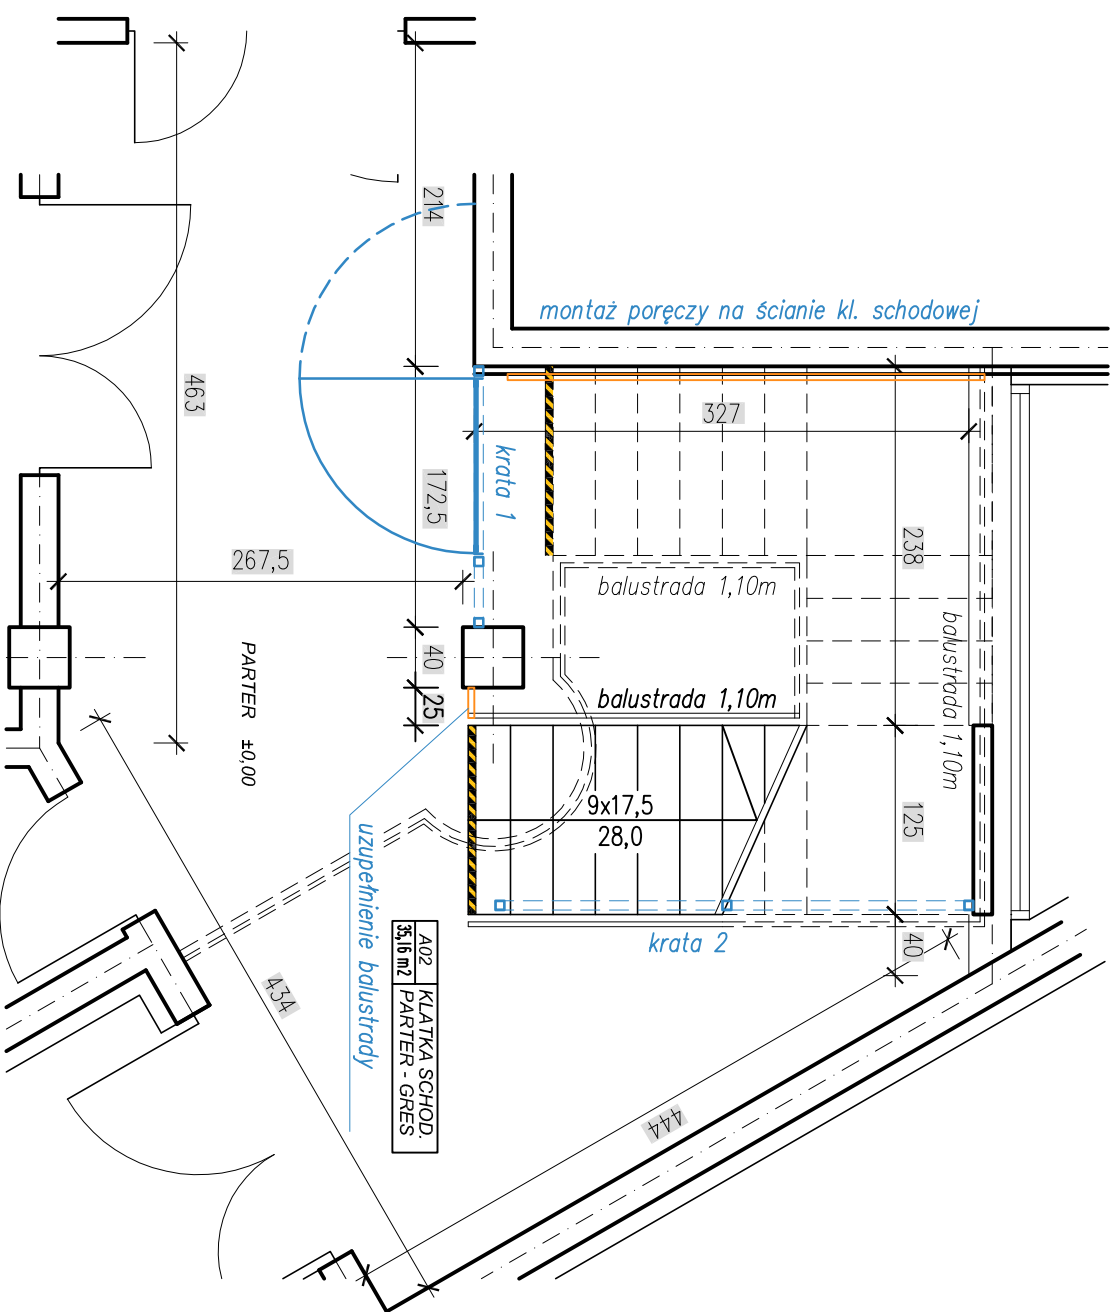 214
montaż poręczy na ścianie kl. schodowej
463
327
krata 1
172,5
238
267,5
balustrada 1,10m
balustrada 1,10m
PARTER ±0,00
40
balustrada 1,10m
25
9x17,5
28,0
125
uzupełnienie balustrady
krata 2
40
A02 KLATKA SCHOD.
35,16 m2 PARTER - GRES
434
444